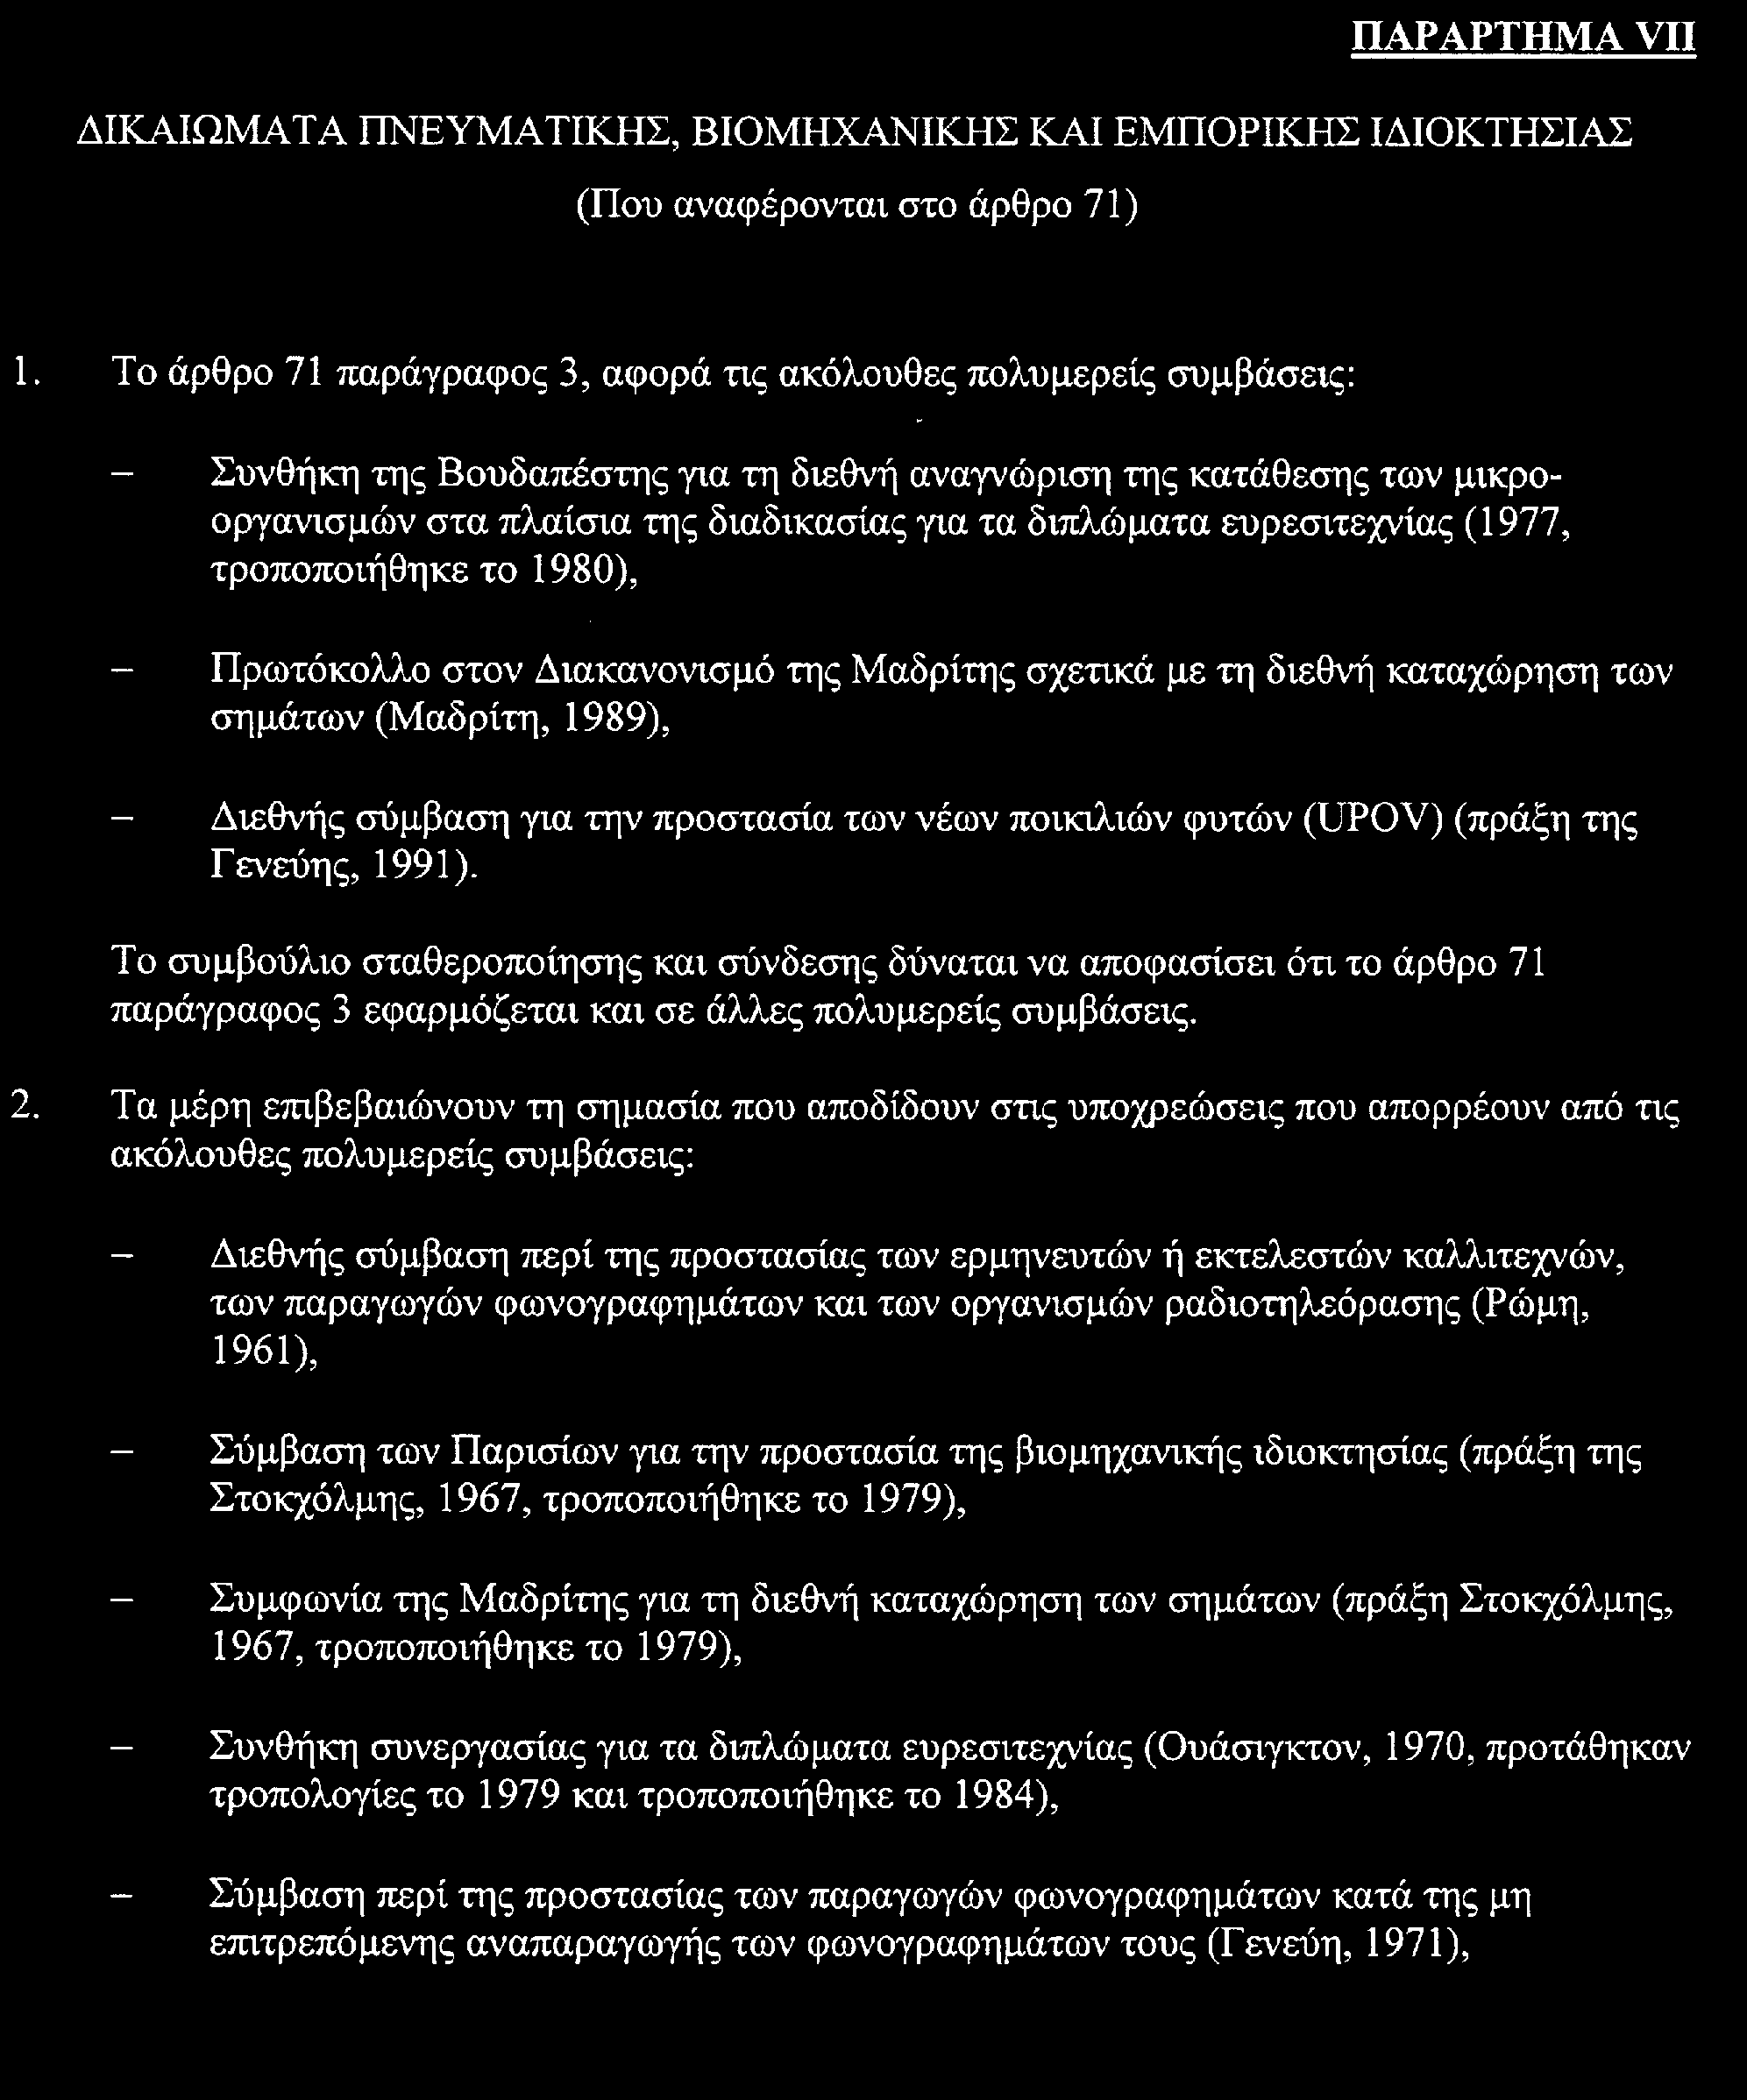 ΠΑΡΑΡΤΗΜΑ VII
ΔΙΚΑΙΩΜΑΤΑ ΠΝΕΥΜΑΤΙΚΗΣ, ΒΙΟΜΗΧΑΝΙΚΗΣ ΚΑΙ ΕΜΠΟΡΙΚΗΣ ΙΔΙΟΚΤΗΣΙΑΣ
(Που αναφέρονται στο άρθρο 71)
1. Το άρθρο 71 παράγραφος 3, αφορά τις ακόλουθες πολυμερείς συμβάσεις:
– Συνθήκη της Βουδαπέστης για τη διεθνή αναγνώριση της κατάθεσης των μικρο-
οργανισμών στα πλαίσια της διαδικασίας για τα διπλώματα ευρεσιτεχνίας (1977,
τροποποιήθηκε το 1980),
– Πρωτόκολλο στον Διακανονισμό της Μαδρίτης σχετικά με τη διεθνή καταχώρηση των
σημάτων (Μαδρίτη, 1989),
– Διεθνής σύμβαση για την προστασία των νέων ποικιλιών φυτών (UPOV) (πράξη της
Γενεύης, 1991).
Το συμβούλιο σταθεροποίησης και σύνδεσης δύναται να αποφασίσει ότι το άρθρο 71
παράγραφος 3 εφαρμόζεται και σε άλλες πολυμερείς συμβάσεις.
2. Τα μέρη επιβεβαιώνουν τη σημασία που αποδίδουν στις υποχρεώσεις που απορρέουν από τις
ακόλουθες πολυμερείς συμβάσεις:
– Διεθνής σύμβαση περί της προστασίας των ερμηνευτών ή εκτελεστών καλλιτεχνών,
των παραγωγών φωνογραφημάτων και των οργανισμών ραδιοτηλεόρασης (Ρώμη,
1961),
– Σύμβαση των Παρισίων για την προστασία της βιομηχανικής ιδιοκτησίας (πράξη της
Στοκχόλμης, 1967, τροποποιήθηκε το 1979),
– Συμφωνία της Μαδρίτης για τη διεθνή καταχώρηση των σημάτων (πράξη Στοκχόλμης,
1967, τροποποιήθηκε το 1979),
– Συνθήκη συνεργασίας για τα διπλώματα ευρεσιτεχνίας (Ουάσιγκτον, 1970, προτάθηκαν
τροπολογίες το 1979 και τροποποιήθηκε το 1984),
– Σύμβαση περί της προστασίας των παραγωγών φωνογραφημάτων κατά της μη
επιτρεπόμενης αναπαραγωγής των φωνογραφημάτων τους (Γενεύη, 1971),